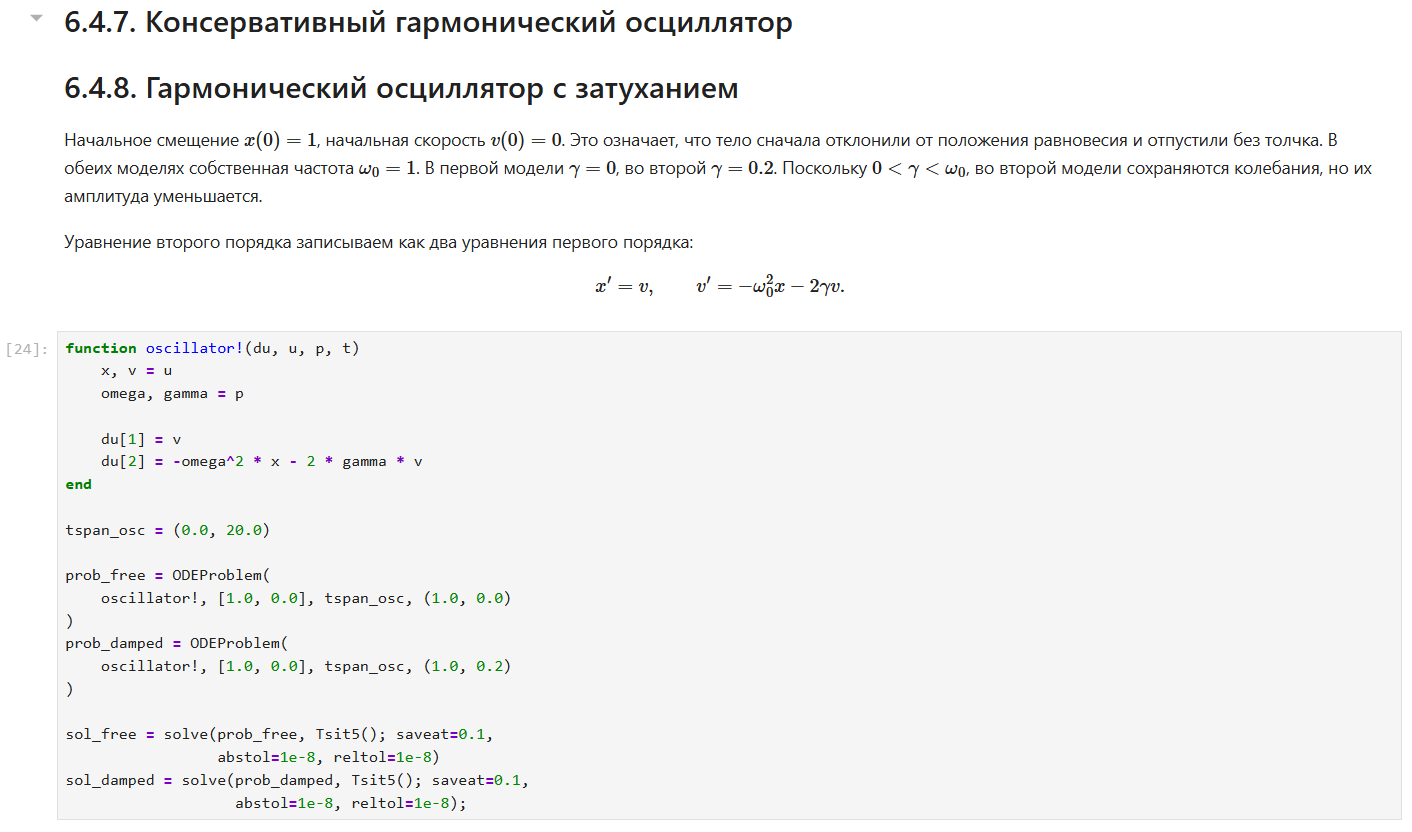 6.4.7. Консервативный гармонический осциллятор
6.4.8. Гармонический осциллятор с затуханием
Начальное смещение x(0) = 1, начальная скорость v(0) = 0. Это означает, что тело сначала отклонили от положения равновесия и отпустили без толчка. В
обеих моделях собственная частота ω₀ = 1. В первой модели γ = 0, во второй γ = 0.2. Поскольку 0 < γ < ω₀, во второй модели сохраняются колебания, но их
амплитуда уменьшается.
Уравнение второго порядка записываем как два уравнения первого порядка:
x′ = v, v′ = −ω₀²x − 2γv.
[24]:
function oscillator!(du, u, p, t)
    x, v = u
    omega, gamma = p
    du[1] = v
    du[2] = -omega^2 * x - 2 * gamma * v
end
tspan_osc = (0.0, 20.0)
prob_free = ODEProblem(
    oscillator!, [1.0, 0.0], tspan_osc, (1.0, 0.0)
)
prob_damped = ODEProblem(
    oscillator!, [1.0, 0.0], tspan_osc, (1.0, 0.2)
)
sol_free = solve(prob_free, Tsit5(); saveat=0.1,
                 abstol=1e-8, reltol=1e-8)
sol_damped = solve(prob_damped, Tsit5(); saveat=0.1,
                   abstol=1e-8, reltol=1e-8);